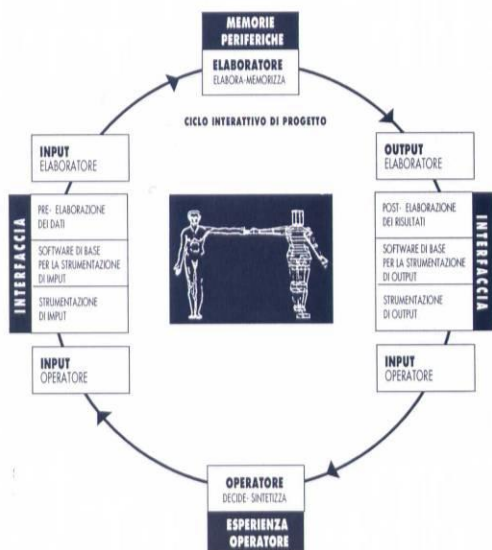 MEMORIE
PERIFERICHE
ELABORATORE
ELABORA-MEMORIZZA
CICLO INTERATTIVO DI PROGETTO
INPUT
ELABORATORE
OUTPUT
ELABORATORE
INTERFACCIA
PRE- ELABORAZIONE
DEI DATI
SOFTWARE DI BASE
PER LA STRUMENTAZIONE
DI IMPUT
STRUMENTAZIONE
DI IMPUT
POST- ELABORAZIONE
DEI RISULTATI
SOFTWARE DI BASE
PER LA STRUMENTAZIONE
DI OUTPUT
STRUMENTAZIONE
DI OUTPUT
INTERFACCIA
INPUT
OPERATORE
INPUT
OPERATORE
OPERATORE
DECIDE- SINTETIZZA
ESPERIENZA
OPERATORE